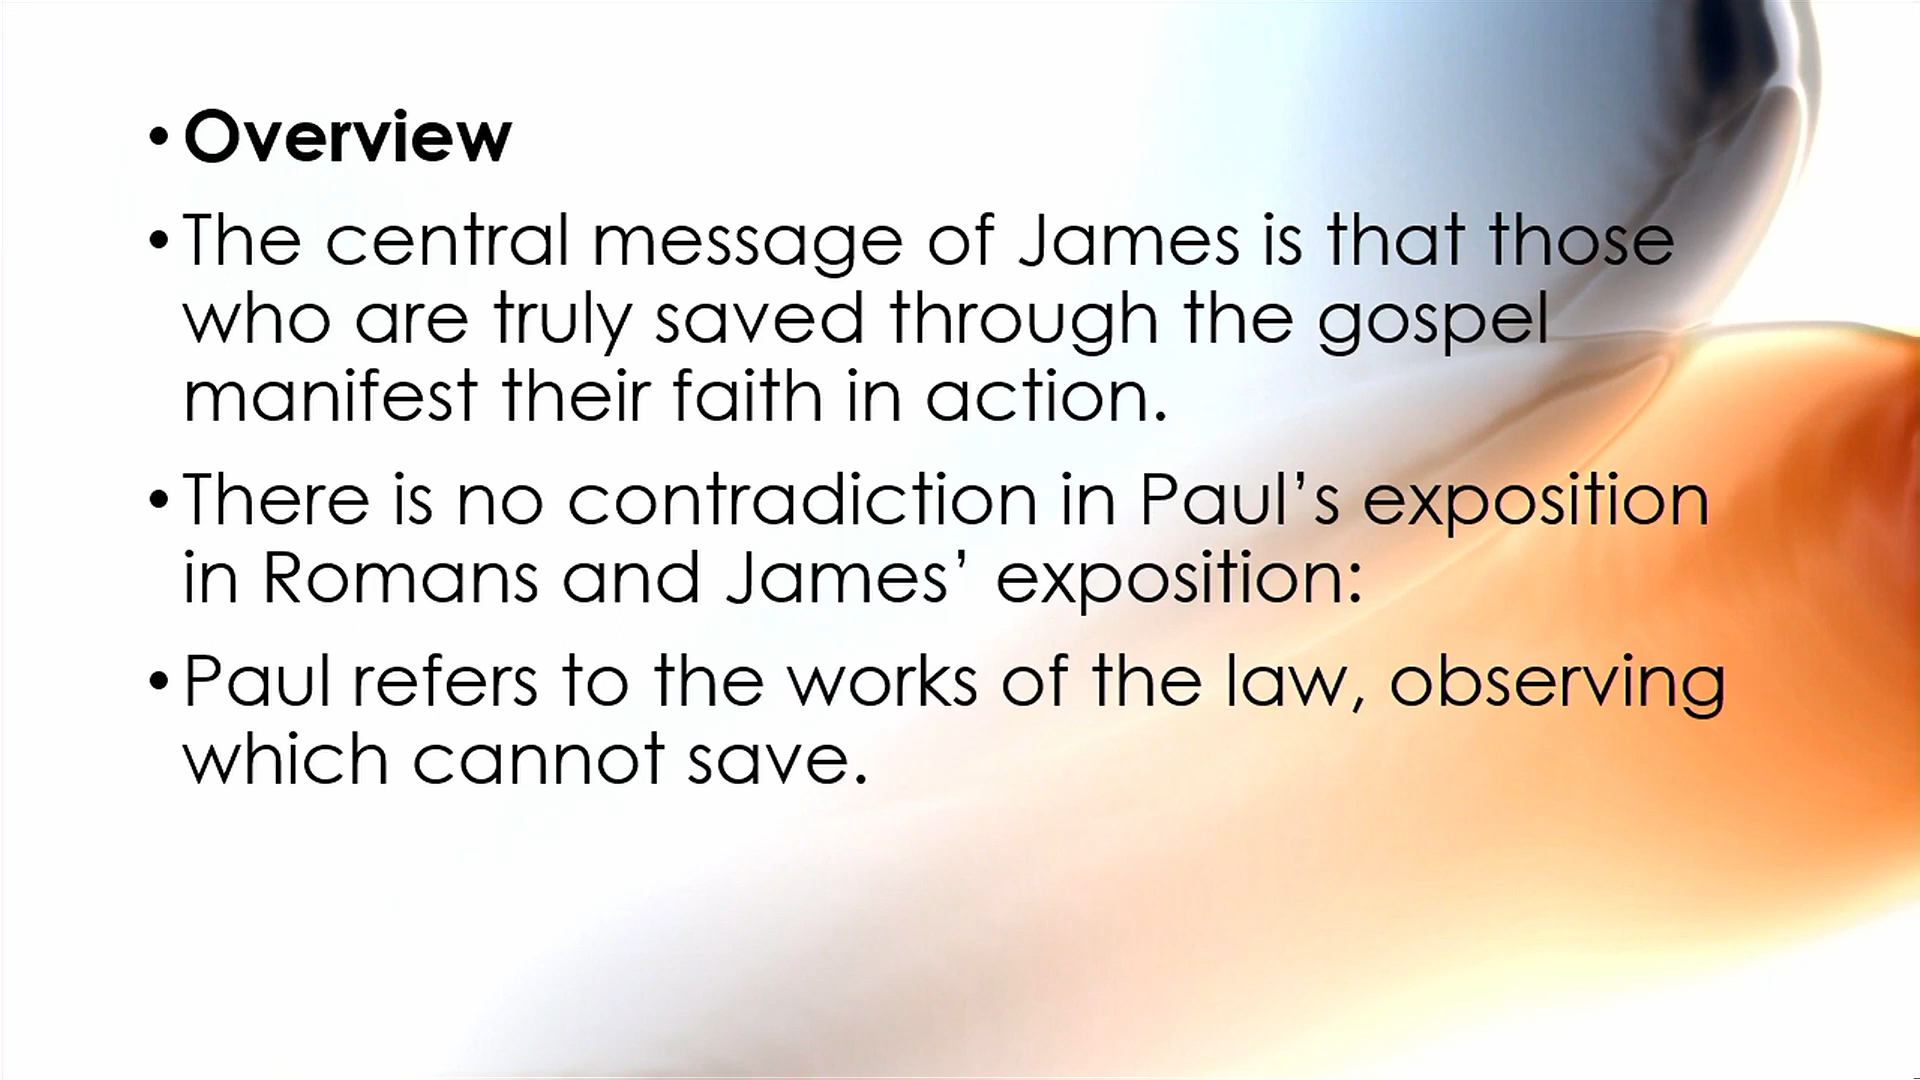 • Overview
• The central message of James is that those
who are truly saved through the gospel
manifest their faith in action.
• There is no contradiction in Paul’s exposition
in Romans and James’ exposition:
• Paul refers to the works of the law, observing
which cannot save.